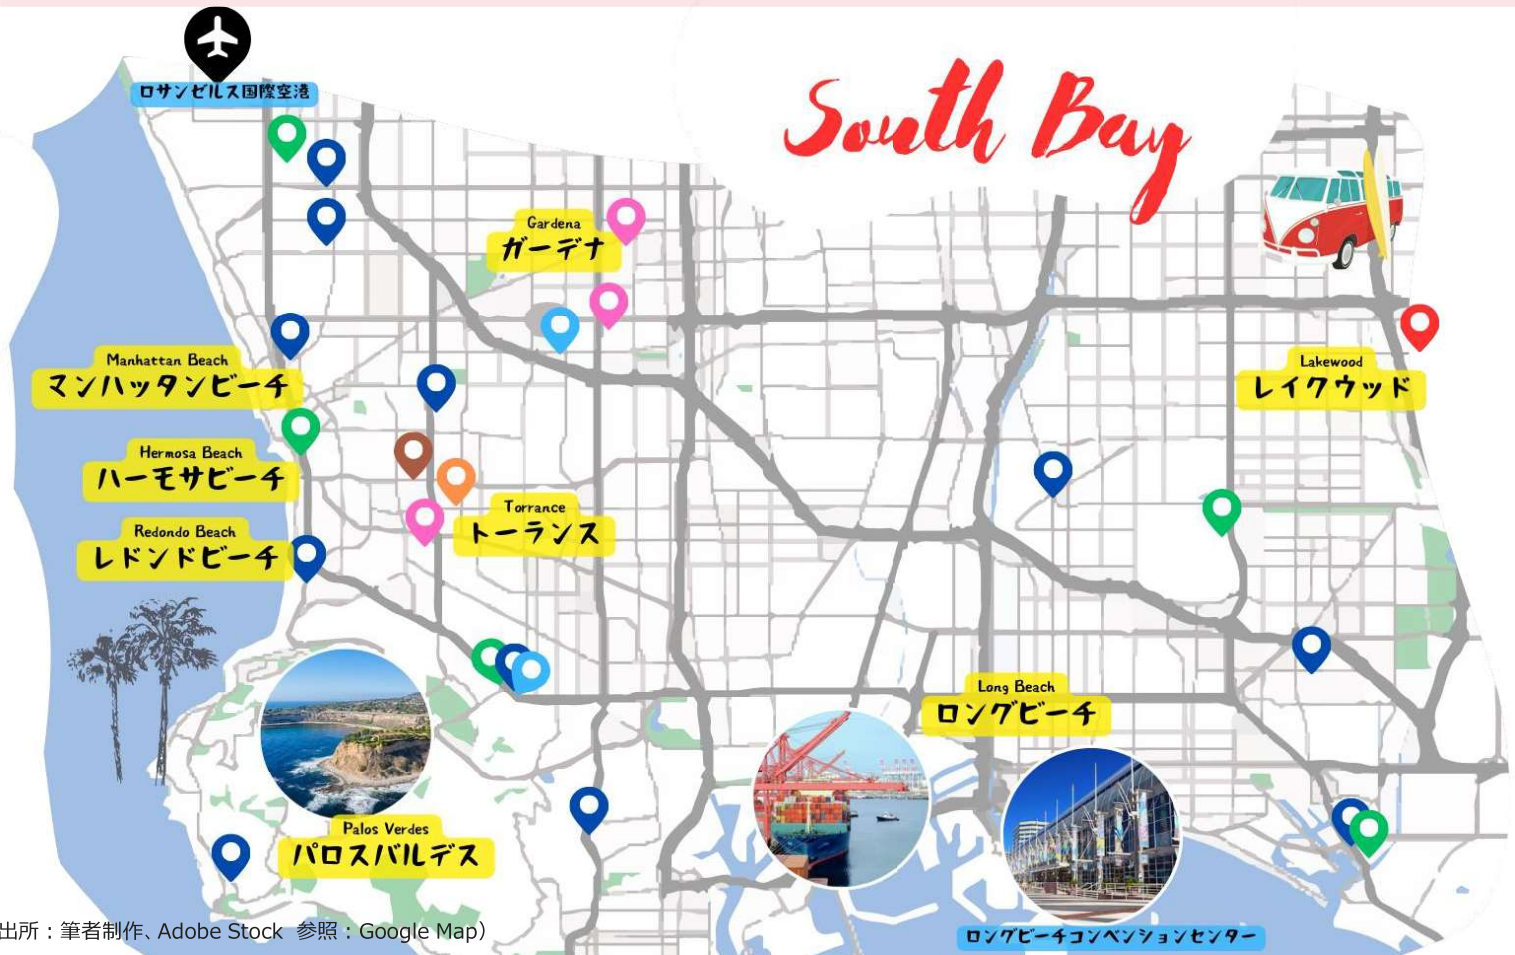 ロサンゼルス国際空港
South Bay
Gardena
ガーデナ
Manhattan Beach
マンハッタンビーチ
Lakewood
レイクウッド
Hermosa Beach
ハーモサビーチ
Torrance
トーランス
Redondo Beach
レドンドビーチ
Long Beach
ロングビーチ
Palos Verdes
パロスバルデス
出所：筆者制作、Adobe Stock 参照：Google Map）
ロングビーチコンベンションセンター